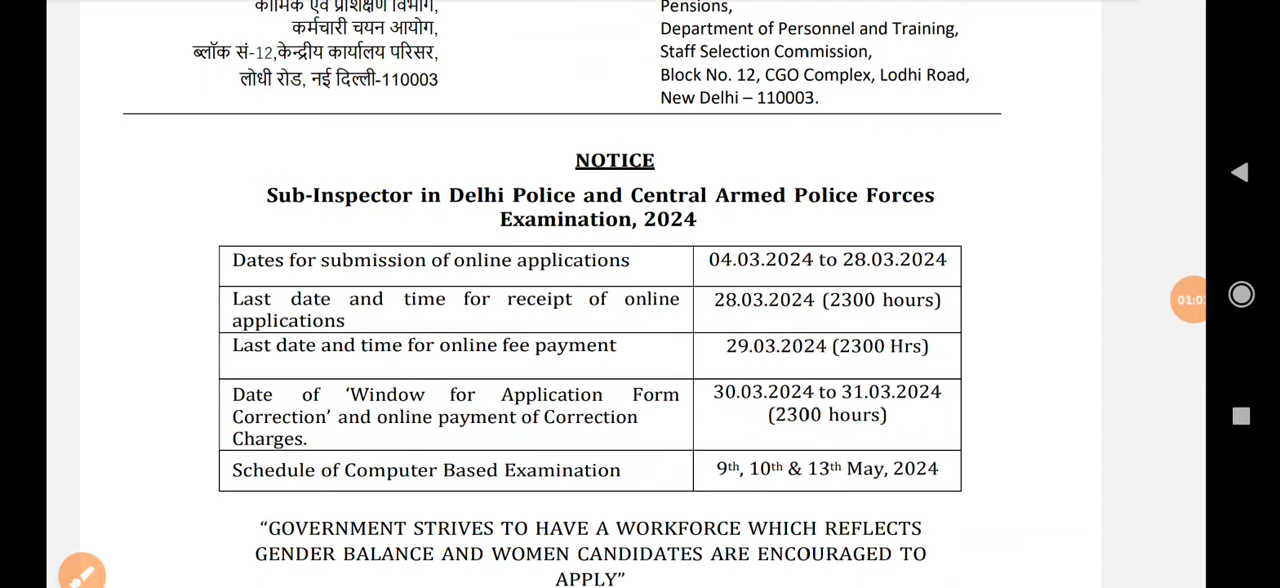 कार्मिक एवं प्रशिक्षण विभाग,
कर्मचारी चयन आयोग,
ब्लॉक सं-12,केन्द्रीय कार्यालय परिसर,
लोधी रोड, नई दिल्ली-110003
Pensions,
Department of Personnel and Training,
Staff Selection Commission,
Block No. 12, CGO Complex, Lodhi Road,
New Delhi – 110003.
NOTICE
Sub-Inspector in Delhi Police and Central Armed Police Forces
Examination, 2024
Dates for submission of online applications 04.03.2024 to 28.03.2024
Last date and time for receipt of online
applications 28.03.2024 (2300 hours)
Last date and time for online fee payment 29.03.2024 (2300 Hrs)
Date of ‘Window for Application Form
Correction’ and online payment of Correction
Charges.
30.03.2024 to 31.03.2024
(2300 hours)
Schedule of Computer Based Examination 9th, 10th & 13th May, 2024
“GOVERNMENT STRIVES TO HAVE A WORKFORCE WHICH REFLECTS
GENDER BALANCE AND WOMEN CANDIDATES ARE ENCOURAGED TO
APPLY”